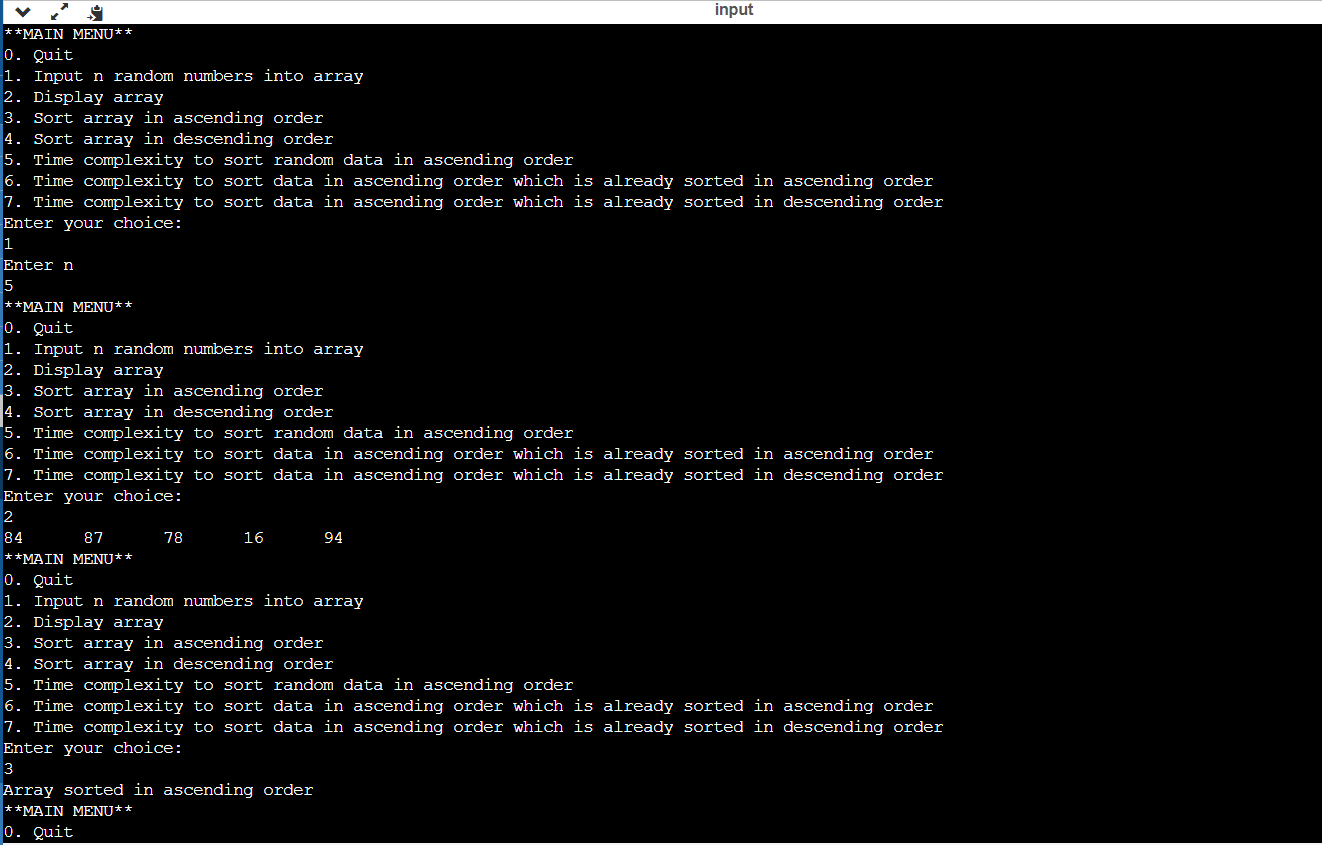 input
**MAIN MENU**
0. Quit
1. Input n random numbers into array
2. Display array
3. Sort array in ascending order
4. Sort array in descending order
5. Time complexity to sort random data in ascending order
6. Time complexity to sort data in ascending order which is already sorted in ascending order
7. Time complexity to sort data in ascending order which is already sorted in descending order
Enter your choice:
1
Enter n
5
**MAIN MENU**
0. Quit
1. Input n random numbers into array
2. Display array
3. Sort array in ascending order
4. Sort array in descending order
5. Time complexity to sort random data in ascending order
6. Time complexity to sort data in ascending order which is already sorted in ascending order
7. Time complexity to sort data in ascending order which is already sorted in descending order
Enter your choice:
2
84      87      78      16      94
**MAIN MENU**
0. Quit
1. Input n random numbers into array
2. Display array
3. Sort array in ascending order
4. Sort array in descending order
5. Time complexity to sort random data in ascending order
6. Time complexity to sort data in ascending order which is already sorted in ascending order
7. Time complexity to sort data in ascending order which is already sorted in descending order
Enter your choice:
3
Array sorted in ascending order
**MAIN MENU**
0. Quit